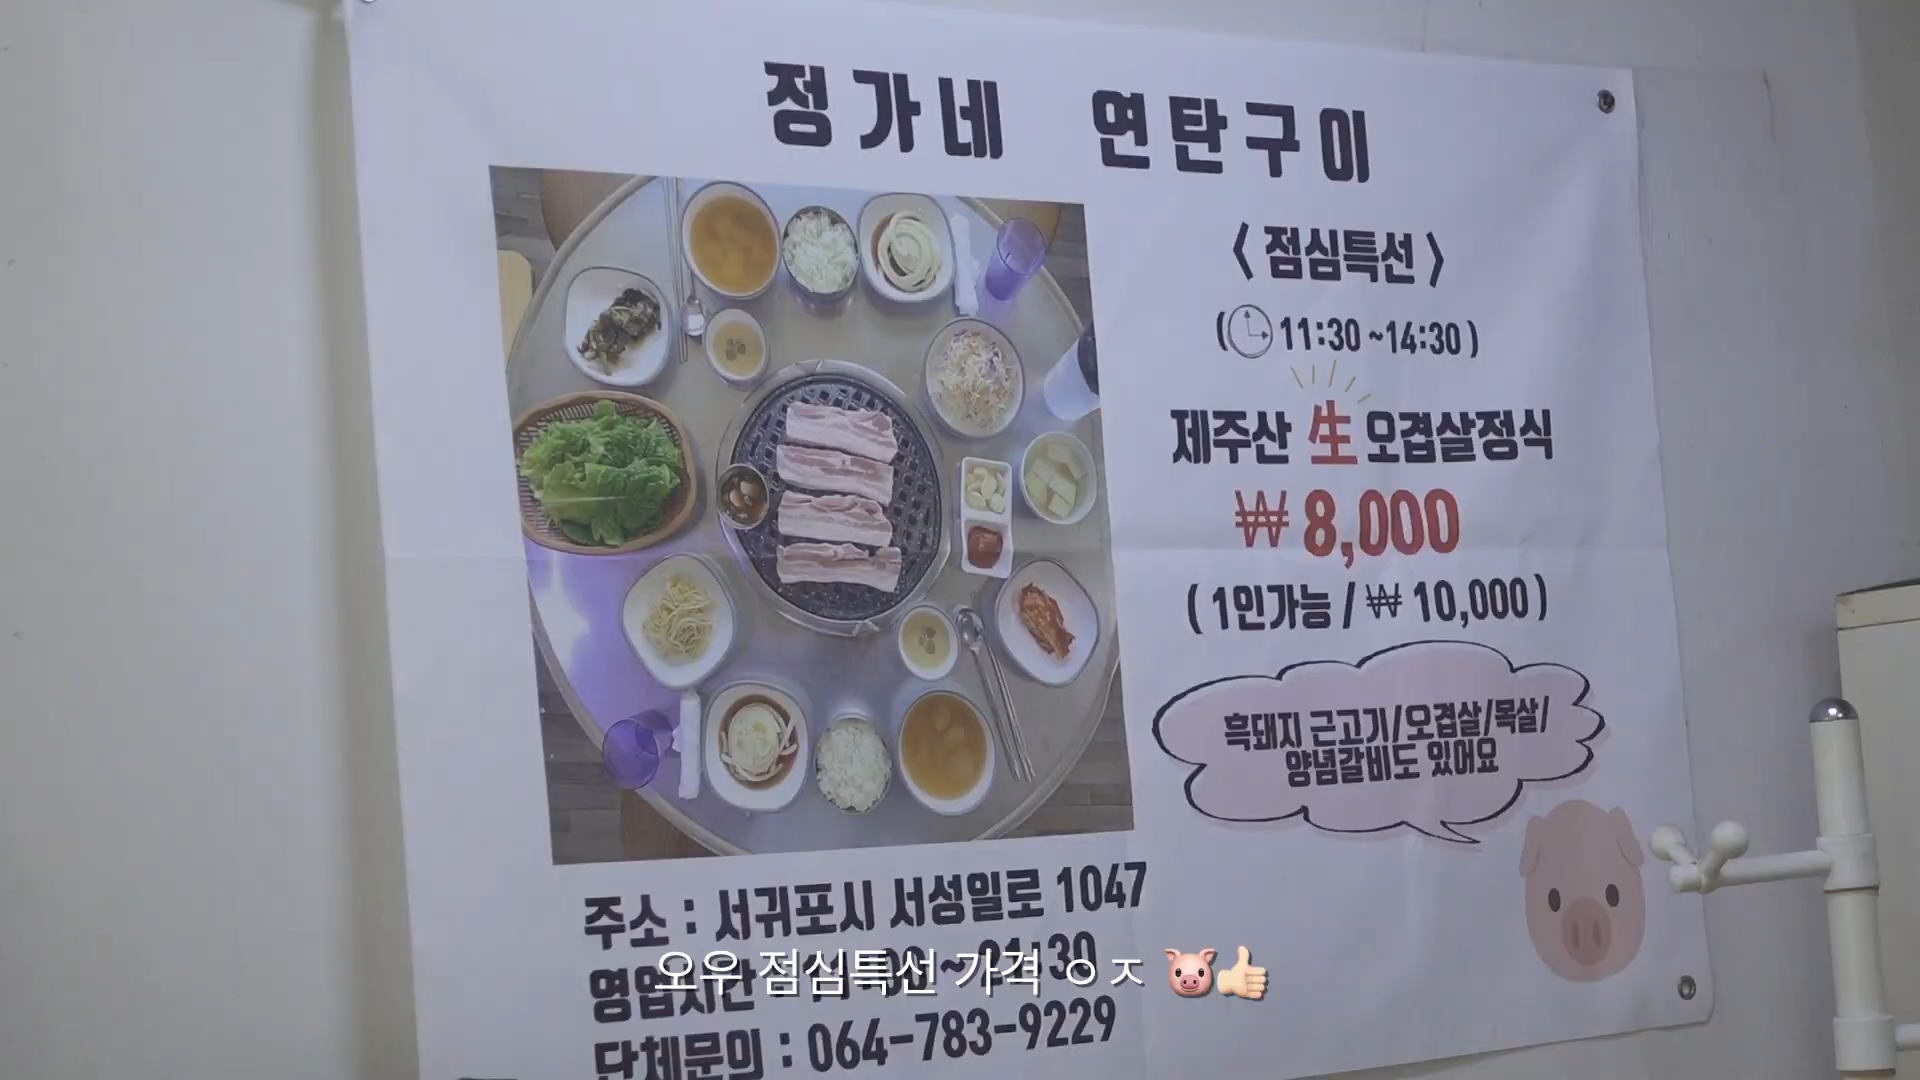 정가네 연탄구이
〈 점심특선 〉
( 11:30 ~14:30 )
제주산 生 오겹살정식
₩ 8,000
( 1인가능 / ₩ 10,000 )
흑돼지 근고기/오겹살/목살/
양념갈비도 있어요
주소 : 서귀포시 서성일로 1047
영업시간 ~ 21:30
단체문의 : 064-783-9229
오우 점심특선 가격 ㅇㅈ 🐷👍🏻